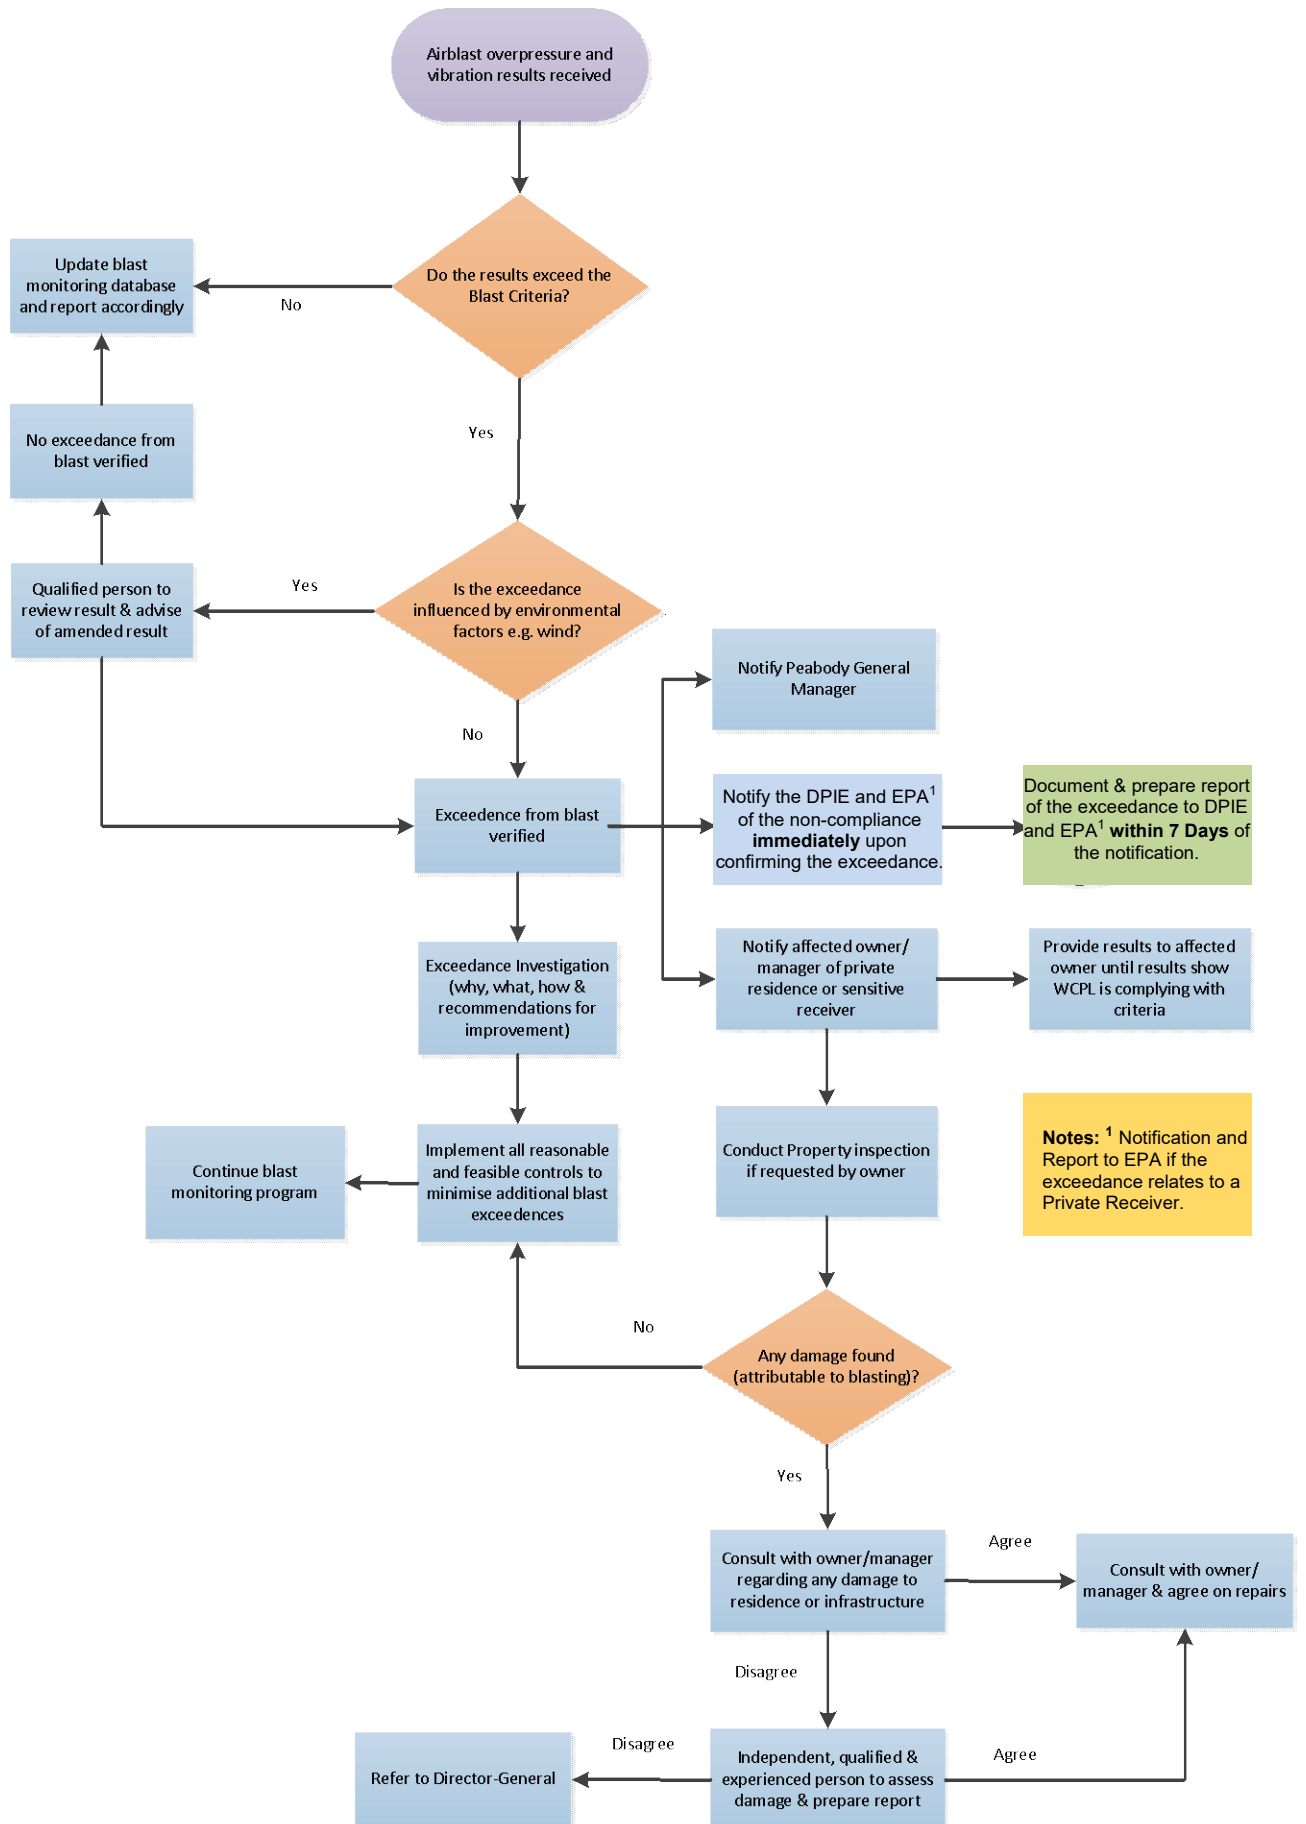 Airblast overpressure and
vibration results received
Do the results exceed the
Blast Criteria?
No
Update blast
monitoring database
and report accordingly
Yes
No exceedance from
blast verified
Qualified person to
review result & advise
of amended result
Yes
Is the exceedance
influenced by environmental
factors e.g. wind?
No
Notify Peabody General
Manager
Exceedence from blast
verified
Notify the DPIE and EPA¹
of the non-compliance
immediately upon
confirming the exceedance.
Document & prepare report
of the exceedance to DPIE
and EPA¹ within 7 Days of
the notification.
Exceedance Investigation
(why, what, how &
recommendations for
improvement)
Notify affected owner/
manager of private
residence or sensitive
receiver
Provide results to affected
owner until results show
WCPL is complying with
criteria
Continue blast
monitoring program
Implement all reasonable
and feasible controls to
minimise additional blast
exceedences
Conduct Property inspection
if requested by owner
Notes: ¹ Notification and
Report to EPA if the
exceedance relates to a
Private Receiver.
No
Any damage found
(attributable to blasting)?
Yes
Consult with owner/manager
regarding any damage to
residence or infrastructure
Agree
Consult with owner/
manager & agree on repairs
Disagree
Refer to Director-General
Disagree
Independent, qualified &
experienced person to assess
damage & prepare report
Agree